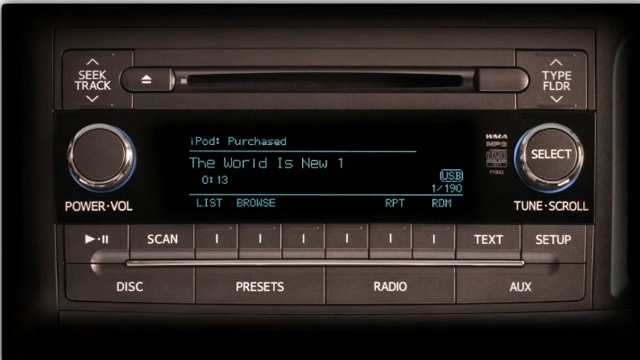 SEEK
TRACK
TYPE
FLDR
iPod: Purchased
The World Is New 1
0:13
USB
1/190
LIST BROWSE RPT RDM
WMA
MP3
SELECT
POWER·VOL
TUNE·SCROLL
SCAN
TEXT
SETUP
DISC
PRESETS
RADIO
AUX